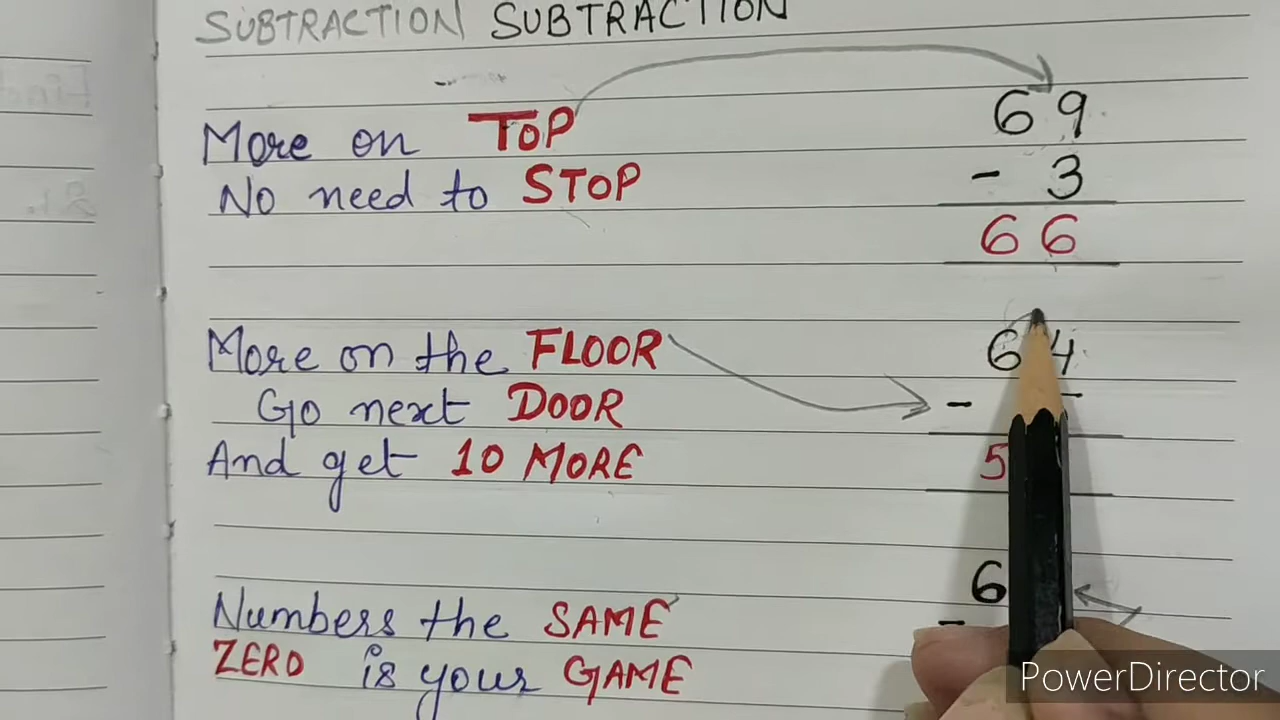 SUBTRACTION SUBTRACTION
More on TOP
No need to STOP
69
- 3
66
More on the FLOOR
Go next DOOR
And get 10 MORE
64
-
5
Numbers the SAME
ZERO is your GAME
6
-
PowerDirector